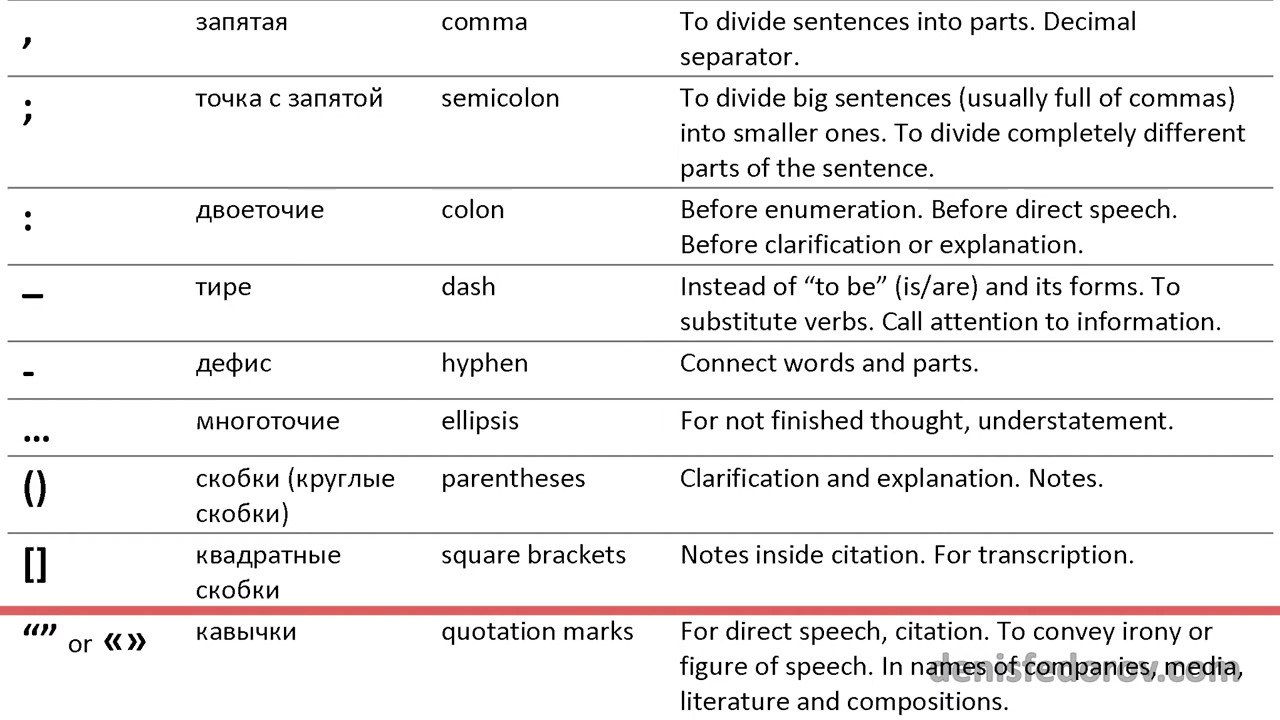 , запятая comma To divide sentences into parts. Decimal
separator.
; точка с запятой semicolon To divide big sentences (usually full of commas)
into smaller ones. To divide completely different
parts of the sentence.
: двоеточие colon Before enumeration. Before direct speech.
Before clarification or explanation.
– тире dash Instead of “to be” (is/are) and its forms. To
substitute verbs. Call attention to information.
- дефис hyphen Connect words and parts.
... многоточие ellipsis For not finished thought, understatement.
() скобки (круглые parentheses Clarification and explanation. Notes.
скобки)
[] квадратные square brackets Notes inside citation. For transcription.
скобки
“” or «» кавычки quotation marks For direct speech, citation. To convey irony or
figure of speech. In names of companies, media,
literature and compositions.
denisfedorov.com